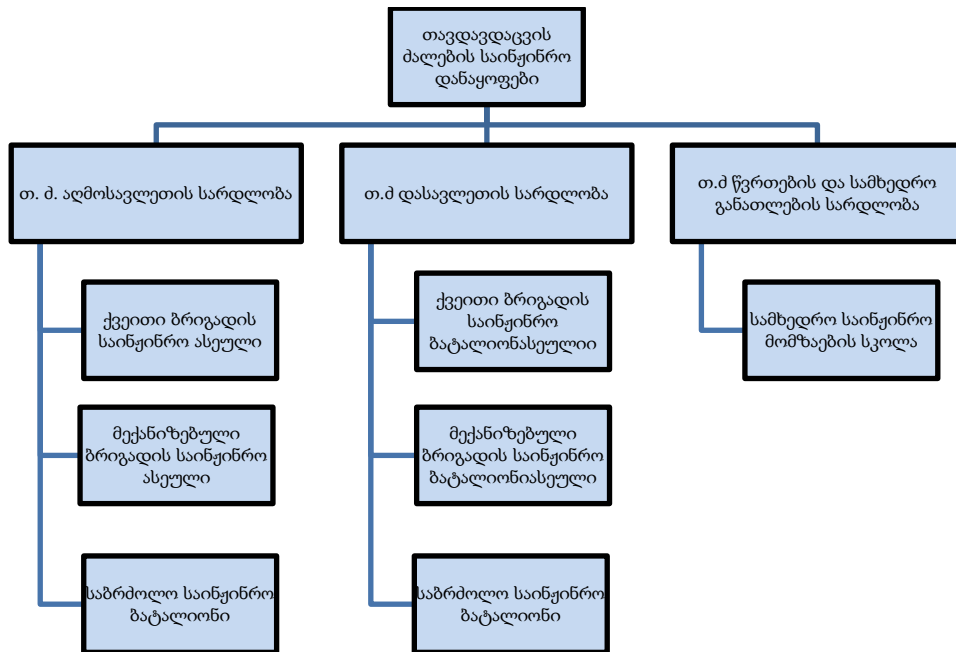 თავდავდაცვის
ძალების საინჟინრო
დანაყოფები
თ. ძ. აღმოსავლეთის სარდლობა
თ.ძ დასავლეთის სარდლობა
თ.ძ წვრთების და სამხედრო
განათლების სარდლობა
ქვეითი ბრიგადის
საინჟინრო ასეული
ქვეითი ბრიგადის
საინჟინრო
ბატალიონასეულიი
სამხედრო საინჟინრო
მომზაების სკოლა
მექანიზებული
ბრიგადის საინჟინრო
ასეული
მექანიზებული
ბრიგადის საინჟინრო
ბატალიონიასეული
საბრძოლო საინჟინრო
ბატალიონი
საბრძოლო საინჟინრო
ბატალიონი